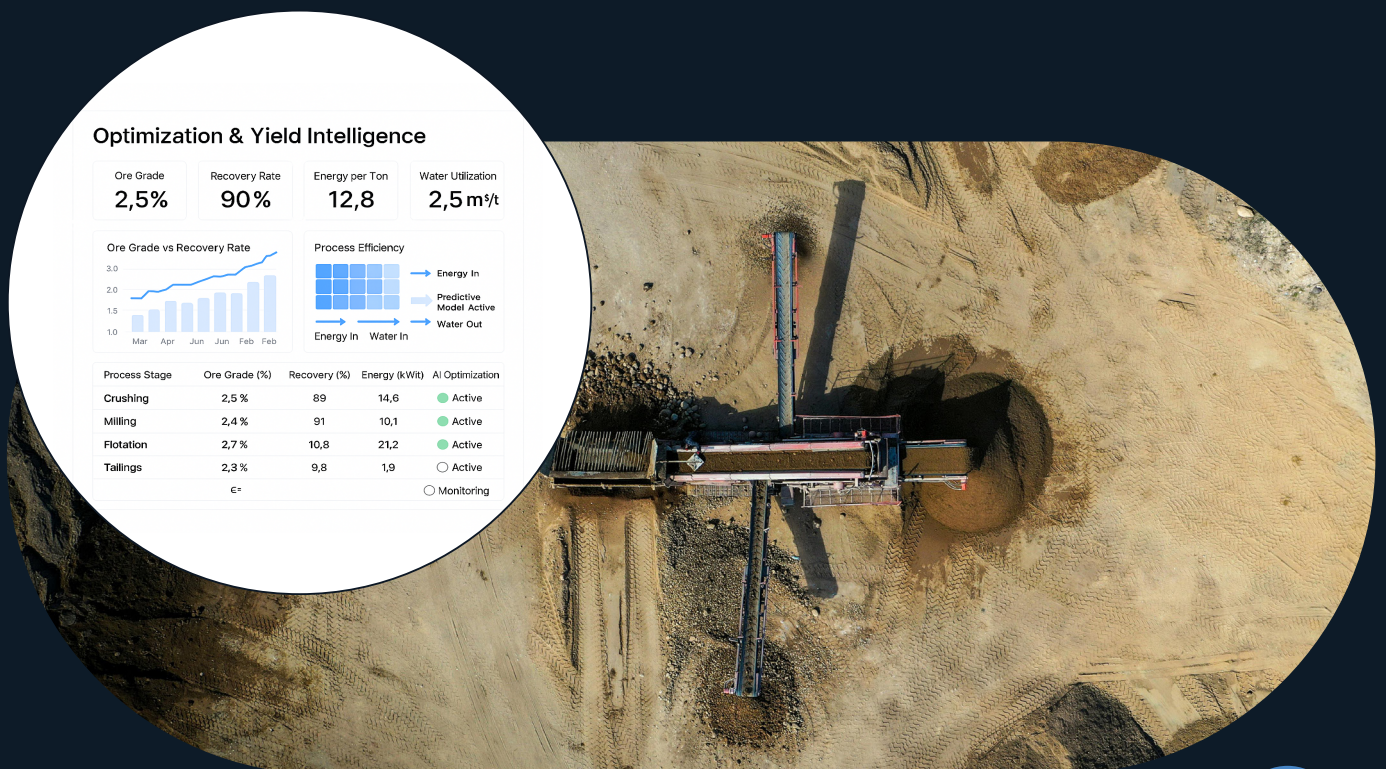 Optimization & Yield Intelligence
Ore Grade
2,5%
Recovery Rate
90%
Energy per Ton
12,8
Water Utilization
2,5 m$/t
Ore Grade vs Recovery Rate
3.0
2.0
1.5
1.0
Mar Apr Jun Jun Feb Feb
Process Efficiency
Energy In
Predictive
Model Active
Water Out
Energy In Water In
Process Stage Ore Grade (%) Recovery (%) Energy (kWit) AI Optimization
Crushing 2,5 % 89 14,6 Active
Milling 2,4 % 91 10,1 Active
Flotation 2,7 % 10,8 21,2 Active
Tailings 2,3 % 9,8 1,9 Active
€= Monitoring